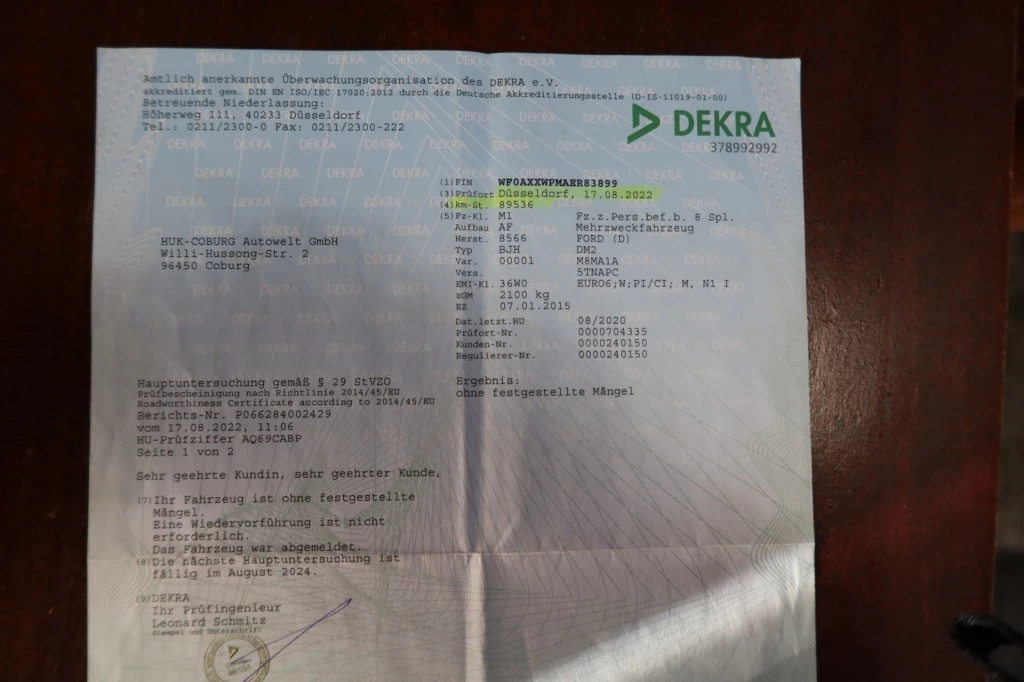 Amtlich anerkannte Überwachungsorganisation des DEKRA e.V.
akkreditiert gem. DIN EN ISO/IEC 17020:2012 durch die Deutsche Akkreditierungsstelle (D-IS-11019-01-00)
Betreuende Niederlassung:
Höherweg 111, 40233 Düsseldorf
Tel.: 0211/2300-0 Fax: 0211/2300-222
DEKRA
378992992
(1) FIN WF0AXXWPMAER83899
(3) Prüfort Düsseldorf, 17.08.2022
(4) km-St. 89536
(5) Fz-Kl. M1 Fz.z.Pers.bef.b. 8 Spl.
Aufbau AF Mehrzweckfahrzeug
Herst. 8566 FORD (D)
Typ BJH DM2
Var. 00001 M8MA1A
Vers. 5TNAPC
EMI-Kl. 36W0 EURO6;W;PI/CI; M, N1 I
zGM 2100 kg
EZ 07.01.2015
HUK-COBURG Autowelt GmbH
Willi-Hussong-Str. 2
96450 Coburg
Dat.letzt.HU 08/2020
Prüfort-Nr. 0000704335
Kunden-Nr. 0000240150
Regulierer-Nr. 0000240150
Hauptuntersuchung gemäß § 29 StVZO
Prüfbescheinigung nach Richtlinie 2014/45/EU
Roadworthiness Certificate according to 2014/45/EU
Berichts-Nr. P066284002429
vom 17.08.2022, 11:06
HU-Prüfziffer AQ69CABP
Seite 1 von 2
Ergebnis:
ohne festgestellte Mängel
Sehr geehrte Kundin, sehr geehrter Kunde,
(7) Ihr Fahrzeug ist ohne festgestellte
Mängel.
Eine Wiedervorführung ist nicht
erforderlich.
Das Fahrzeug war abgemeldet.
(8) Die nächste Hauptuntersuchung ist
fällig im August 2024.
(9) DEKRA
Ihr Prüfingenieur
Leonard Schmitz
Stempel und Unterschrift